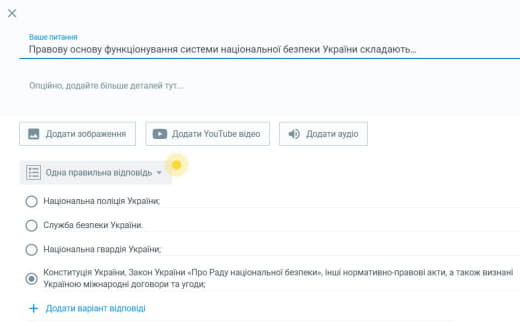 Ваше питання
Правову основу функціонування системи національної безпеки України складають...
Опційно, додайте більше деталей тут...
Додати зображення Додати YouTube відео Додати аудіо
Одна правильна відповідь
Національна поліція України;
Служба безпеки України.
Національна гвардія України;
Конституція України, Закон України «Про Раду національної безпеки», інші нормативно-правові акти, а також визнані
Україною міжнародні договори та угоди;
+ Додати варіант відповіді